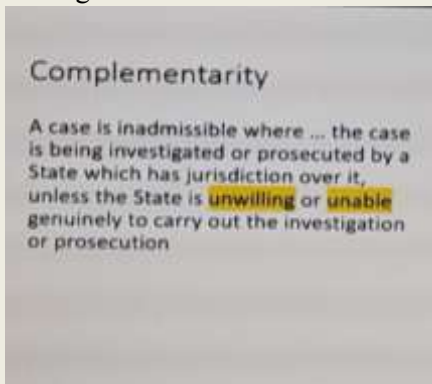 Complementarity
A case is inadmissible where ... the case
is being investigated or prosecuted by a
State which has jurisdiction over it,
unless the State is unwilling or unable
genuinely to carry out the investigation
or prosecution